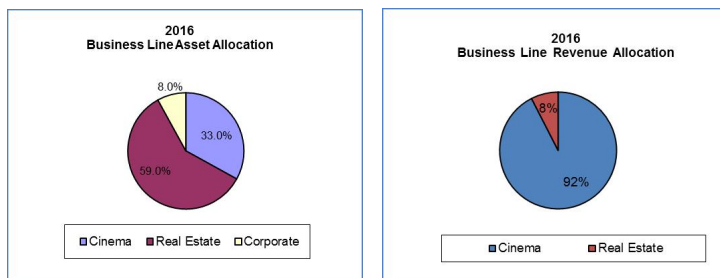 2016
Business Line Asset Allocation
8.0%
33.0%
59.0%
Cinema Real Estate Corporate
2016
Business Line Revenue Allocation
8%
92%
Cinema Real Estate